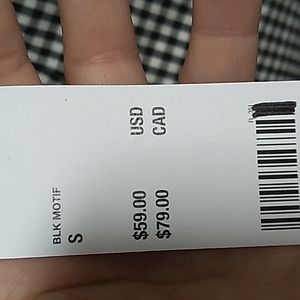 BLK MOTIF
S
$59.00 USD
$79.00 CAD